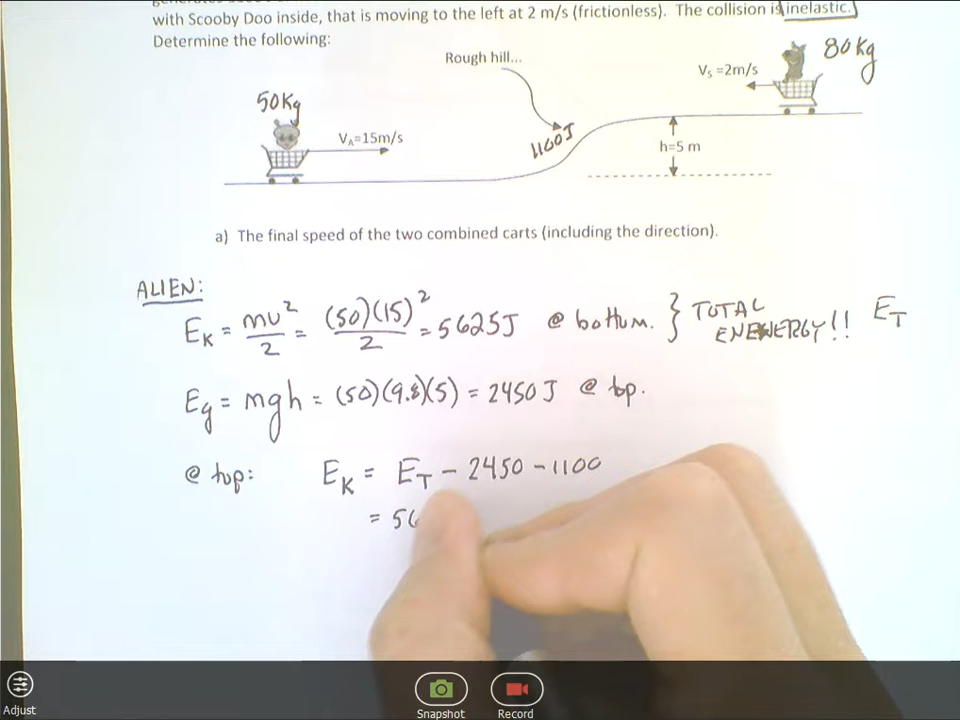 with Scooby Doo inside, that is moving to the left at 2 m/s (frictionless). The collision is inelastic.
Determine the following:
Rough hill...
80 Kg
Vs =2m/s
50Kg
VA=15m/s
1100J
h=5 m
a) The final speed of the two combined carts (including the direction).
ALIEN:
EK = mv²/2 = (50)(15)²/2 = 5625J @ bottom. } TOTAL ENERGY!! ET
Eg = mgh = (50)(9.8)(5) = 2450J @ top.
@ top: EK = ET - 2450 - 1100
= 56
Adjust
Snapshot
Record